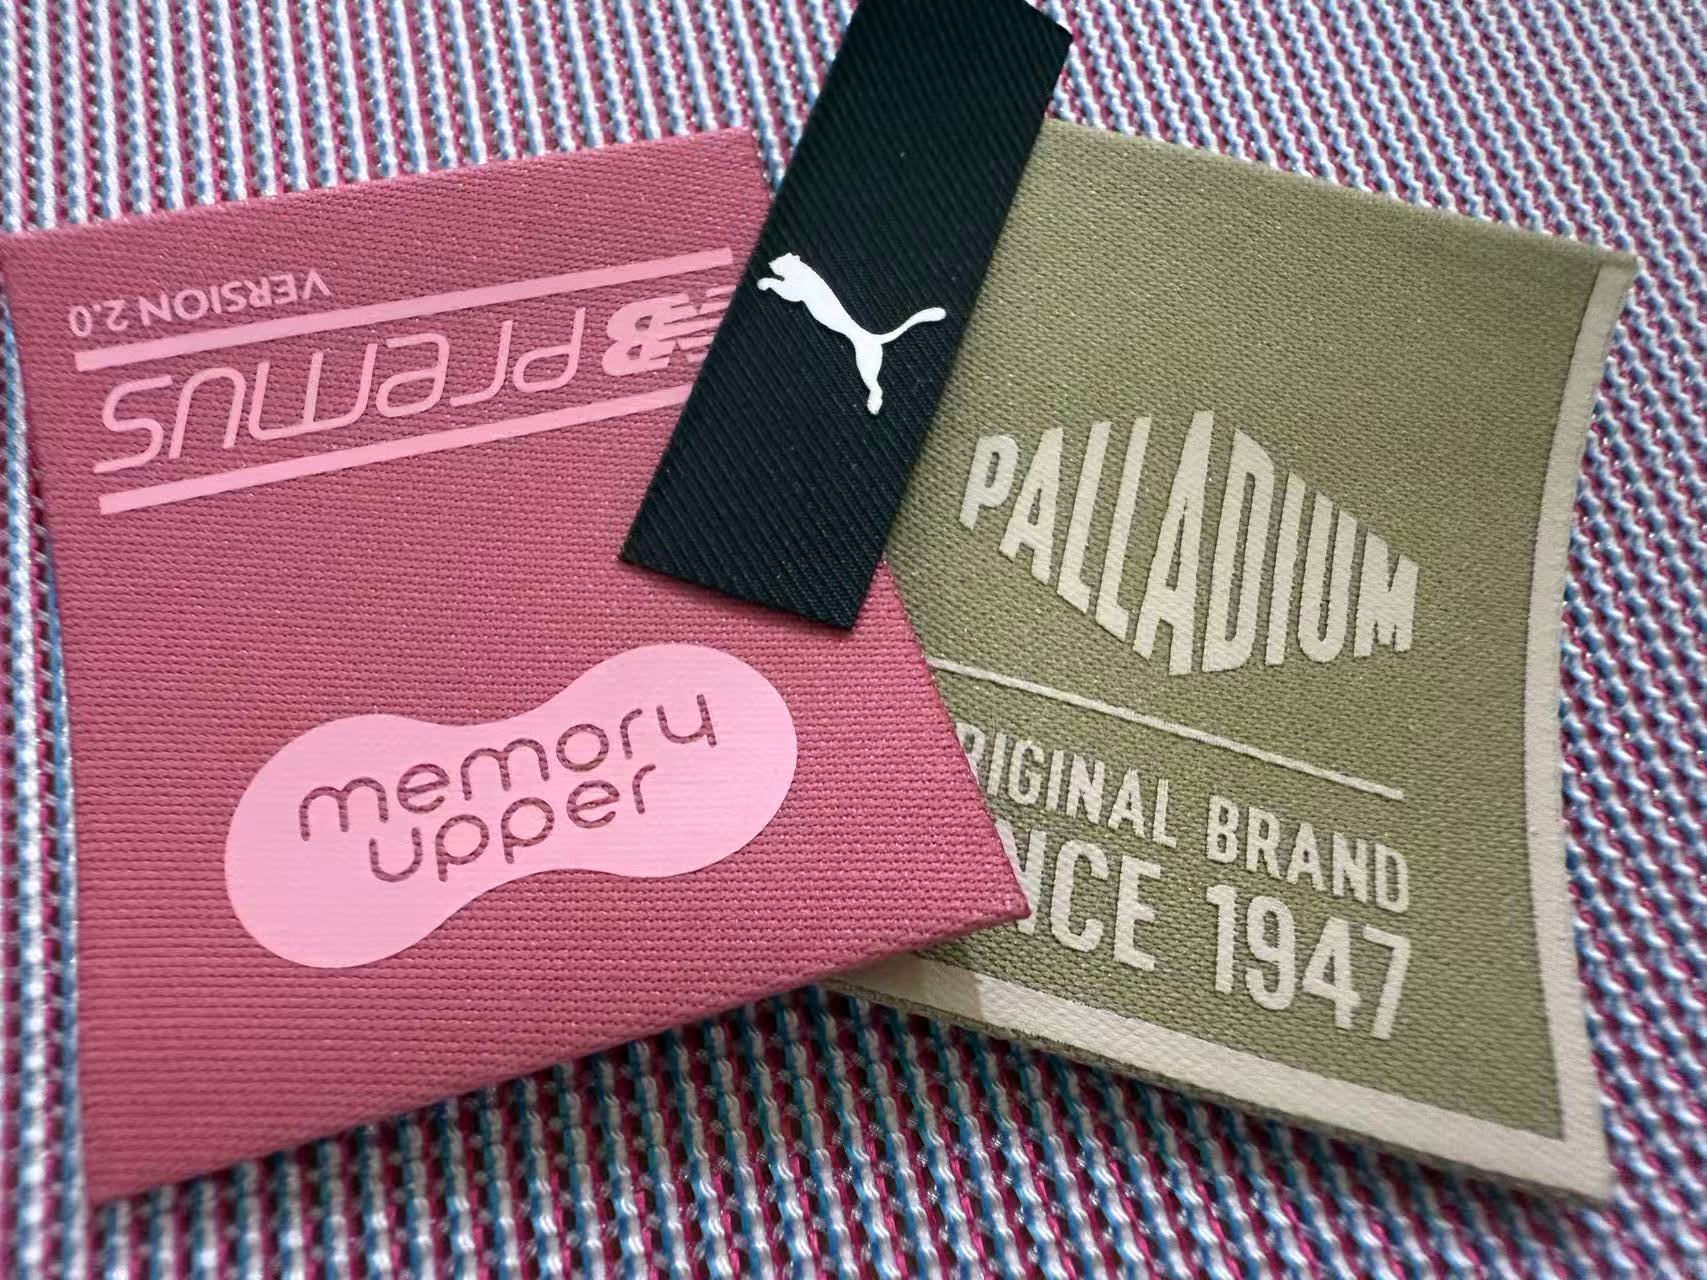 NB Premus
VERSION 2.0
memory
upper
PALLADIUM
RIGINAL BRAND
NCE 1947